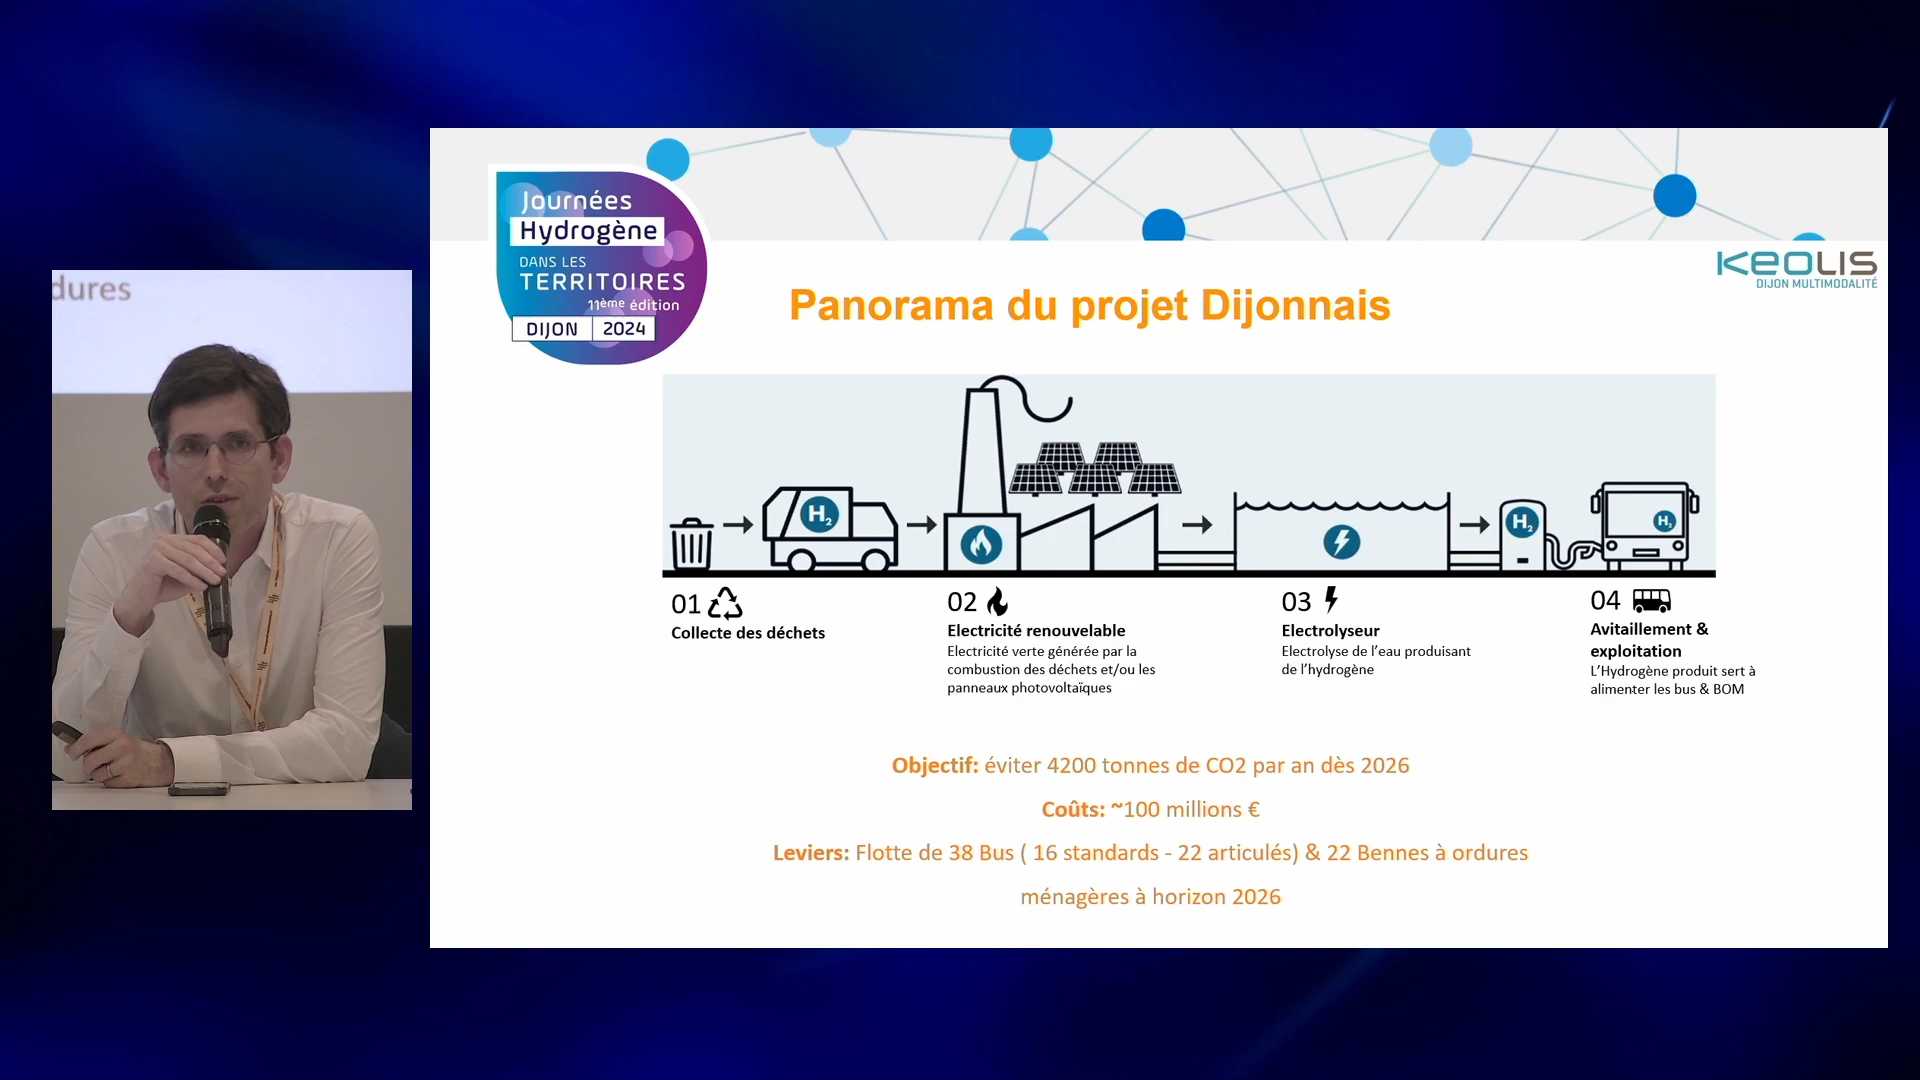 dures
Journées
Hydrogène
DANS LES
TERRITOIRES
11ème édition
DIJON 2024
KEOLIS
DIJON MULTIMODALITÉ
Panorama du projet Dijonnais
H2
H2
H2
01
Collecte des déchets
02
Electricité renouvelable
Electricité verte générée par la
combustion des déchets et/ou les
panneaux photovoltaïques
03
Electrolyseur
Electrolyse de l'eau produisant
de l'hydrogène
04
Avitaillement &
exploitation
L'Hydrogène produit sert à
alimenter les bus & BOM
Objectif: éviter 4200 tonnes de CO2 par an dès 2026
Coûts: ~100 millions €
Leviers: Flotte de 38 Bus ( 16 standards - 22 articulés) & 22 Bennes à ordures
ménagères à horizon 2026